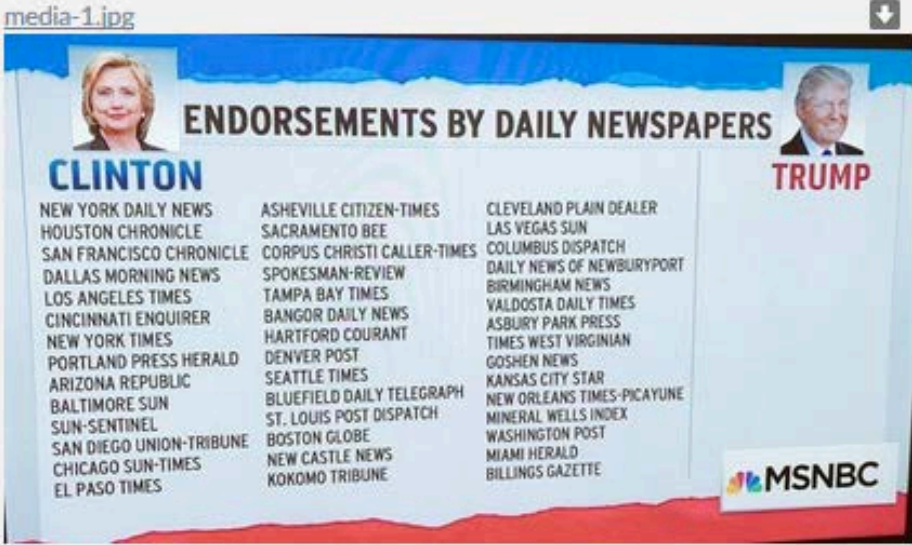 media-1.jpg
ENDORSEMENTS BY DAILY NEWSPAPERS
CLINTON
NEW YORK DAILY NEWS
HOUSTON CHRONICLE
SAN FRANCISCO CHRONICLE
DALLAS MORNING NEWS
LOS ANGELES TIMES
CINCINNATI ENQUIRER
NEW YORK TIMES
PORTLAND PRESS HERALD
ARIZONA REPUBLIC
BALTIMORE SUN
SUN-SENTINEL
SAN DIEGO UNION-TRIBUNE
CHICAGO SUN-TIMES
EL PASO TIMES
ASHEVILLE CITIZEN-TIMES
SACRAMENTO BEE
CORPUS CHRISTI CALLER-TIMES
SPOKESMAN-REVIEW
TAMPA BAY TIMES
BANGOR DAILY NEWS
HARTFORD COURANT
DENVER POST
SEATTLE TIMES
BLUEFIELD DAILY TELEGRAPH
ST. LOUIS POST DISPATCH
BOSTON GLOBE
NEW CASTLE NEWS
KOKOMO TRIBUNE
CLEVELAND PLAIN DEALER
LAS VEGAS SUN
COLUMBUS DISPATCH
DAILY NEWS OF NEWBURYPORT
BIRMINGHAM NEWS
VALDOSTA DAILY TIMES
ASBURY PARK PRESS
TIMES WEST VIRGINIAN
GOSHEN NEWS
KANSAS CITY STAR
NEW ORLEANS TIMES-PICAYUNE
MINERAL WELLS INDEX
WASHINGTON POST
MIAMI HERALD
BILLINGS GAZETTE
TRUMP
MSNBC